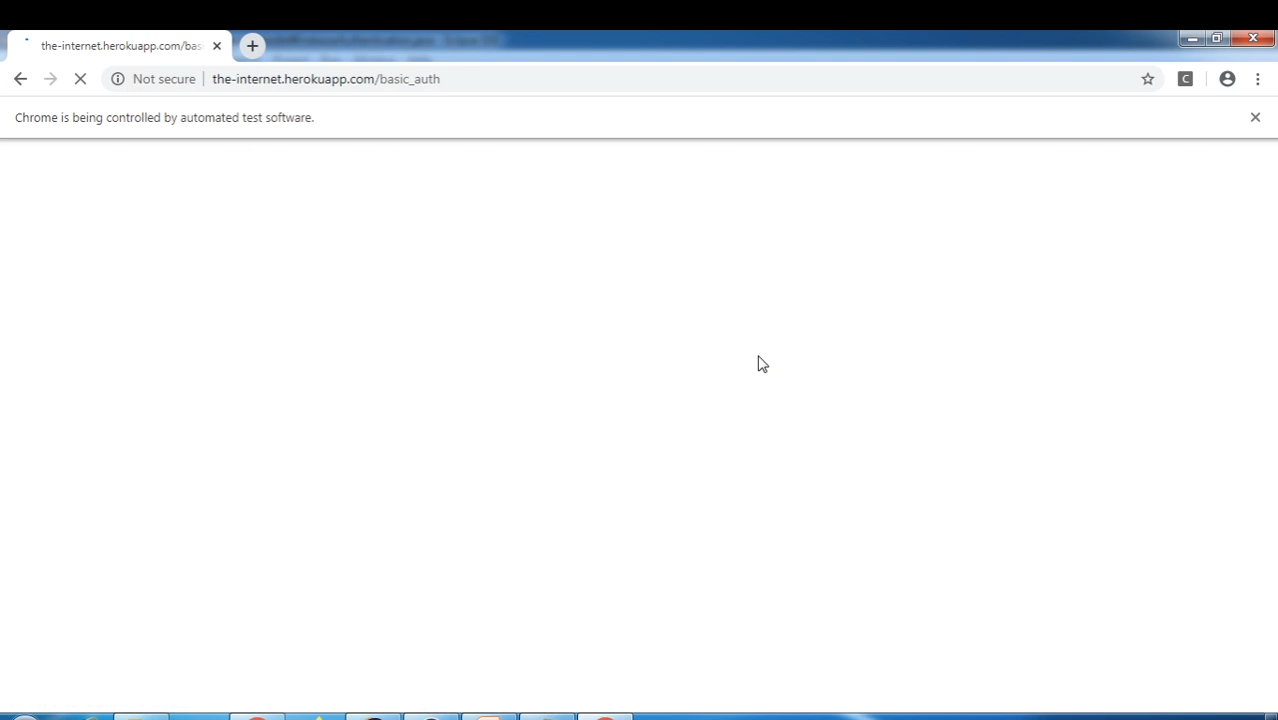 the-internet.herokuapp.com/bas
Not secure
the-internet.herokuapp.com/basic_auth
C
Chrome is being controlled by automated test software.